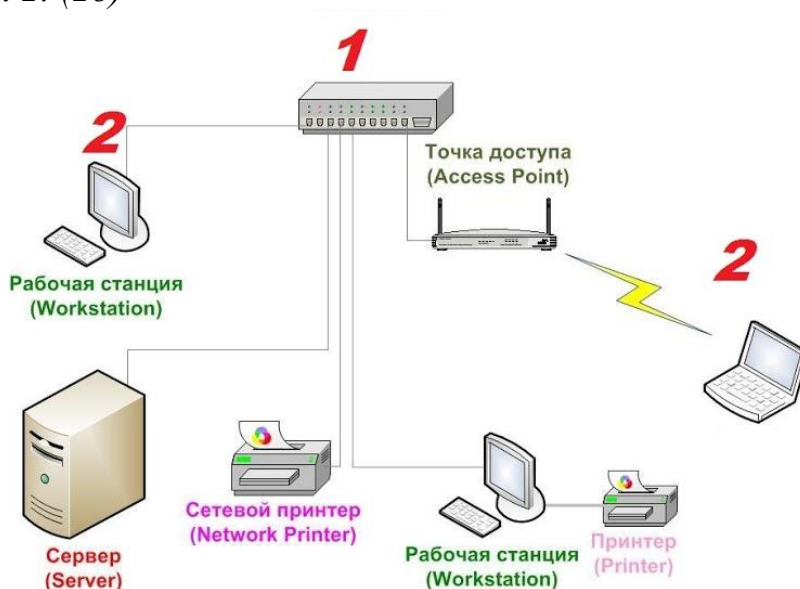 1
2
Точка доступа
(Access Point)
2
Рабочая станция
(Workstation)
Сетевой принтер
(Network Printer)
Сервер
(Server)
Рабочая станция
(Workstation)
Принтер
(Printer)